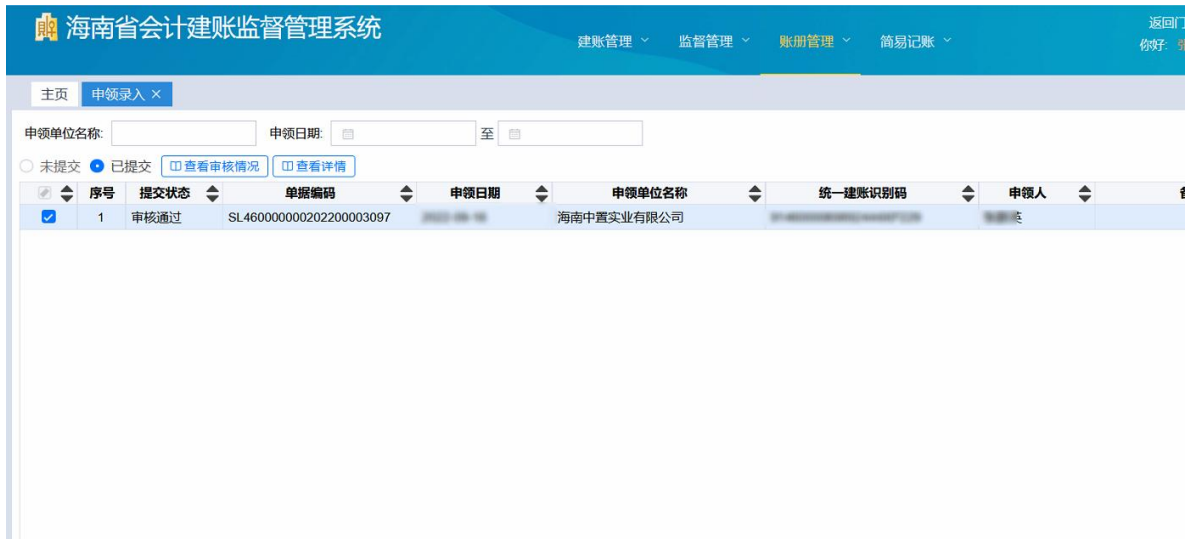 海南省会计建账监督管理系统
建账管理 监督管理 账册管理 简易记账
返回门
你好:
主页 申领录入 ×
申领单位名称: 申领日期: 至
未提交 已提交 查看审核情况 查看详情
序号 提交状态 单据编码 申领日期 申领单位名称 统一建账识别码 申领人
1 审核通过 SL460000000202200003097 海南中置实业有限公司 英